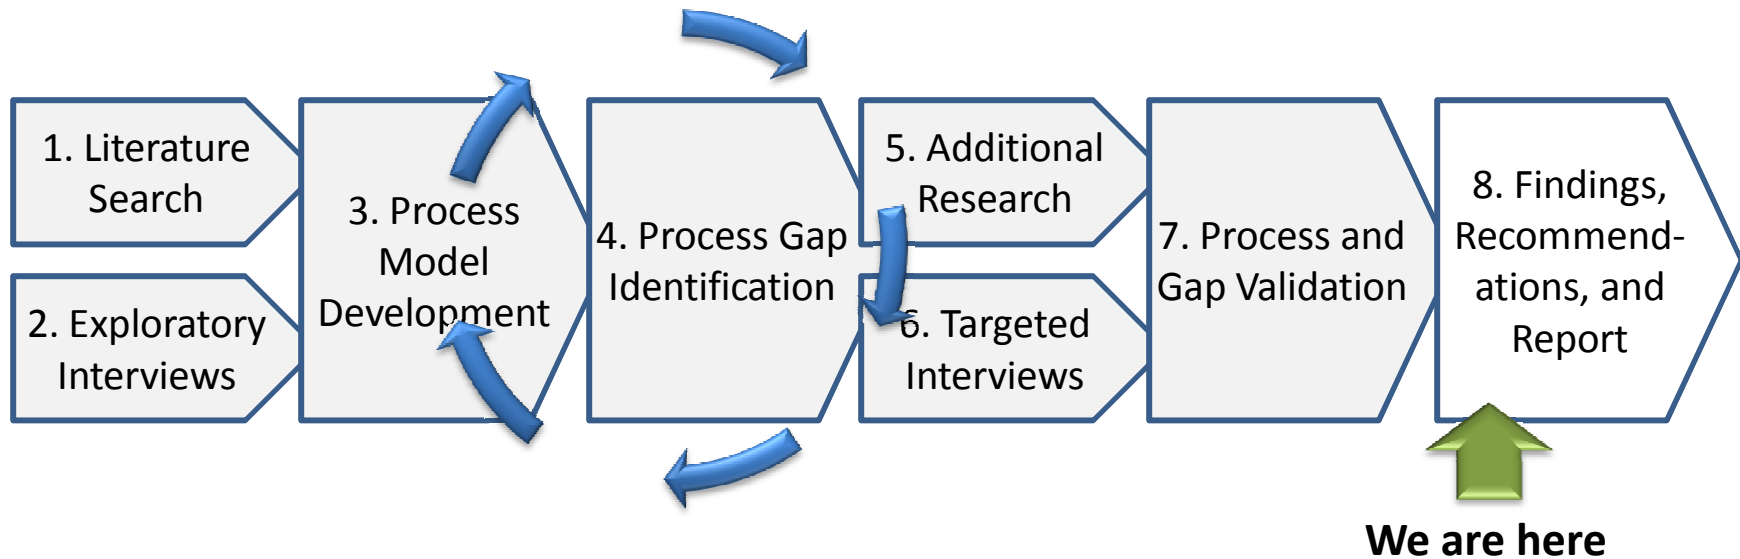 1. Literature
Search
2. Exploratory
Interviews
3. Process
Model
Development
4. Process Gap
Identification
5. Additional
Research
6. Targeted
Interviews
7. Process and
Gap Validation
8. Findings,
Recommend-
ations, and
Report
We are here